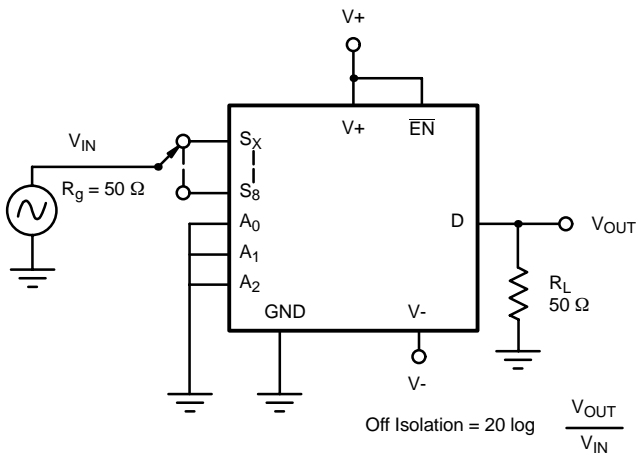 V+
V+
EN
VIN
Rg = 50 Ω
SX
S8
A0
A1
A2
D
VOUT
RL
50 Ω
GND
V-
V-
Off Isolation = 20 log VOUT
VIN